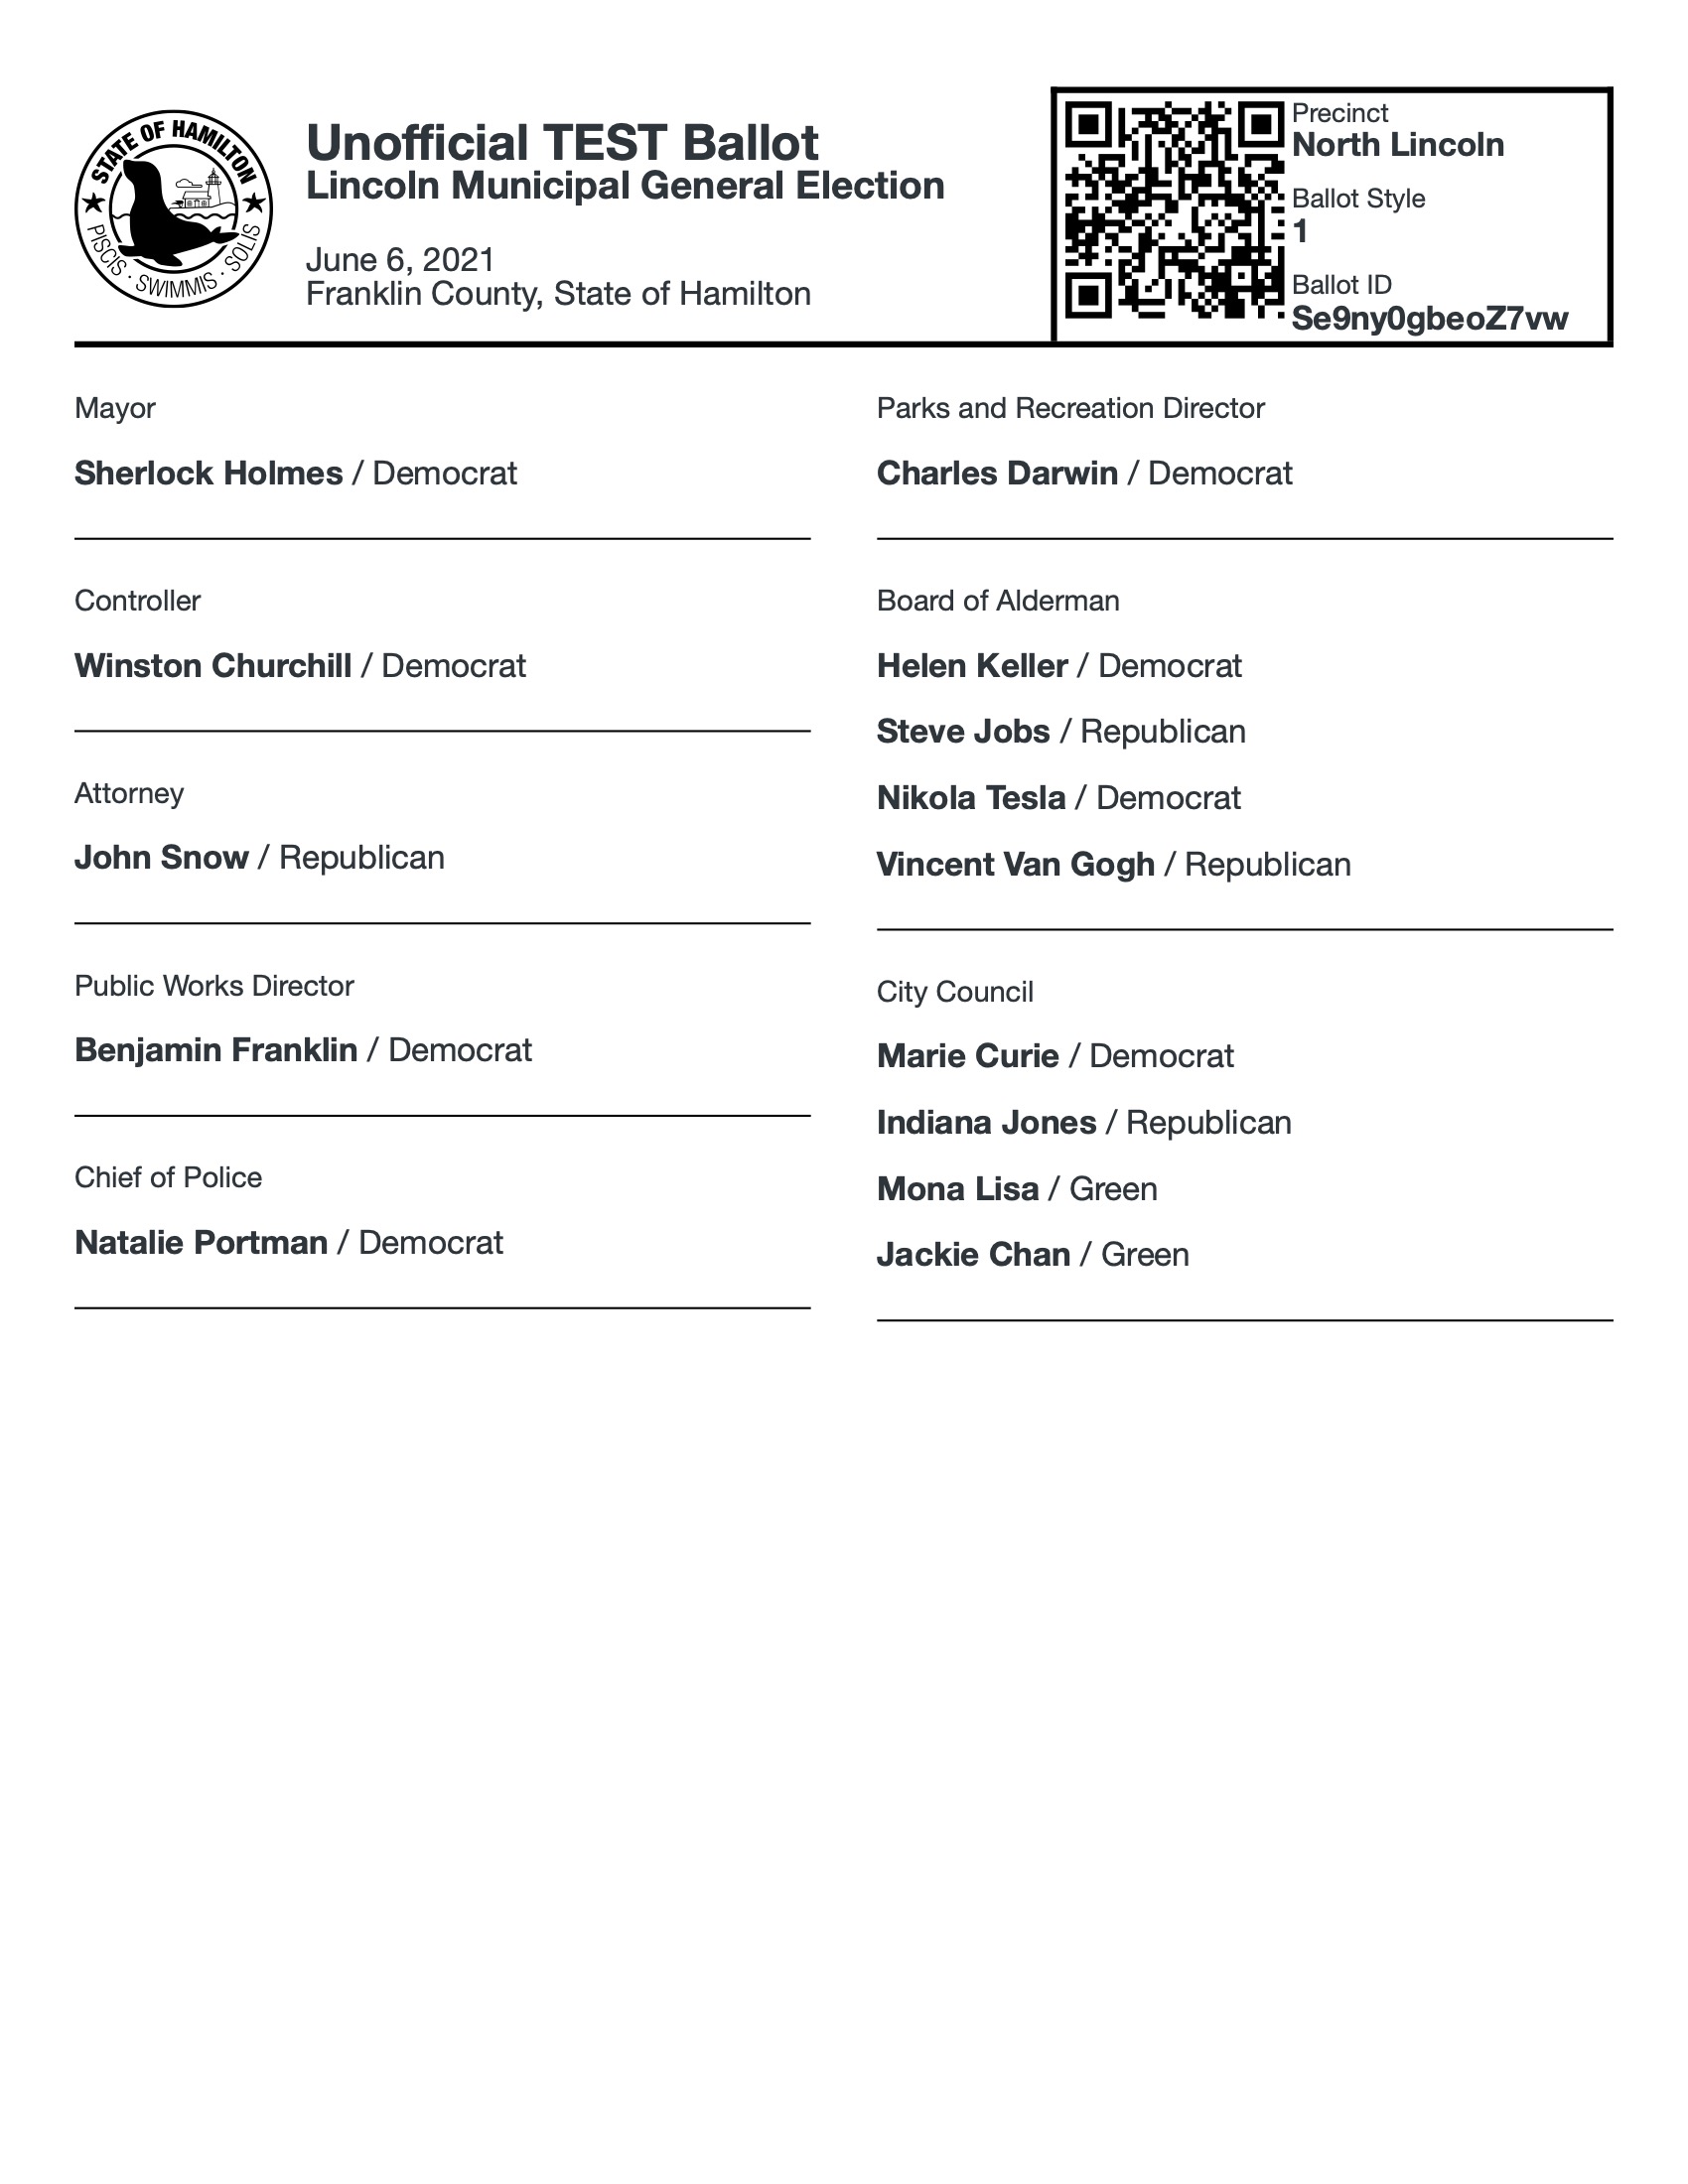 STATE OF HAMILTON
PISCIS · SWIMMIS · SOLIS
Unofficial TEST Ballot
Lincoln Municipal General Election
June 6, 2021
Franklin County, State of Hamilton
Precinct
North Lincoln
Ballot Style
1
Ballot ID
Se9ny0gbeoZ7vw
Mayor
Sherlock Holmes / Democrat
Controller
Winston Churchill / Democrat
Attorney
John Snow / Republican
Public Works Director
Benjamin Franklin / Democrat
Chief of Police
Natalie Portman / Democrat
Parks and Recreation Director
Charles Darwin / Democrat
Board of Alderman
Helen Keller / Democrat
Steve Jobs / Republican
Nikola Tesla / Democrat
Vincent Van Gogh / Republican
City Council
Marie Curie / Democrat
Indiana Jones / Republican
Mona Lisa / Green
Jackie Chan / Green